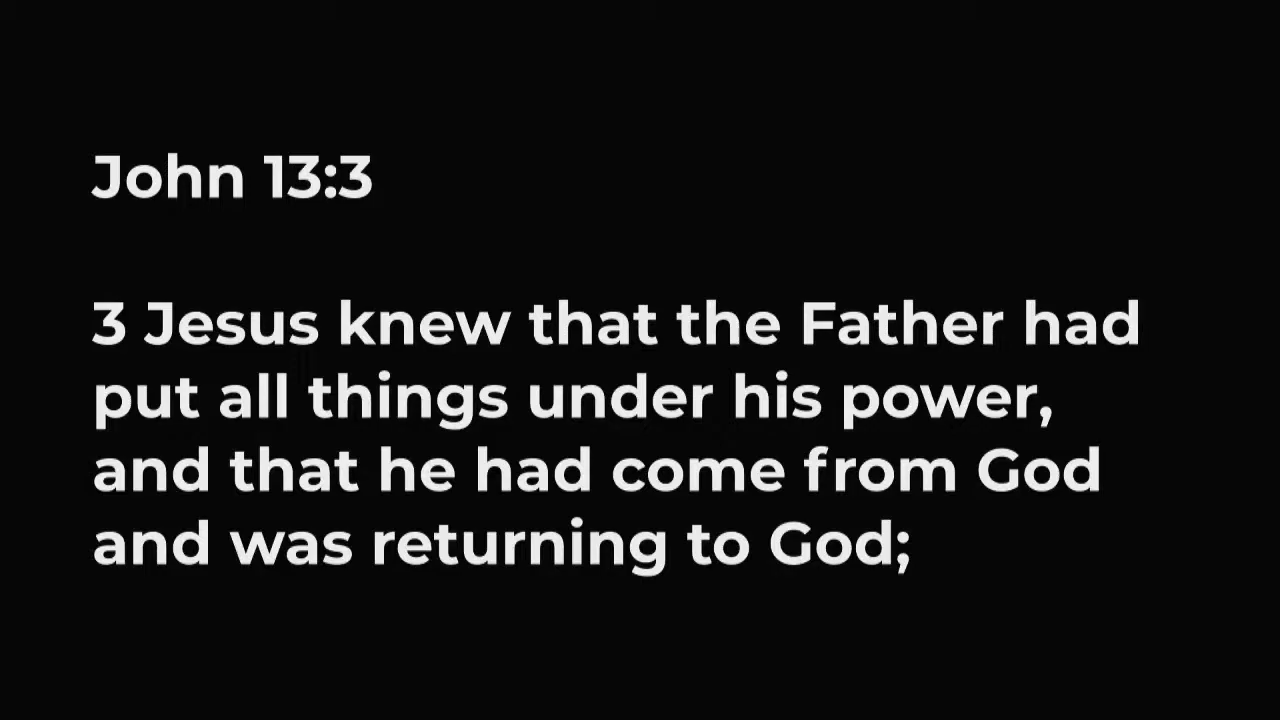 John 13:3
3 Jesus knew that the Father had
put all things under his power,
and that he had come from God
and was returning to God;